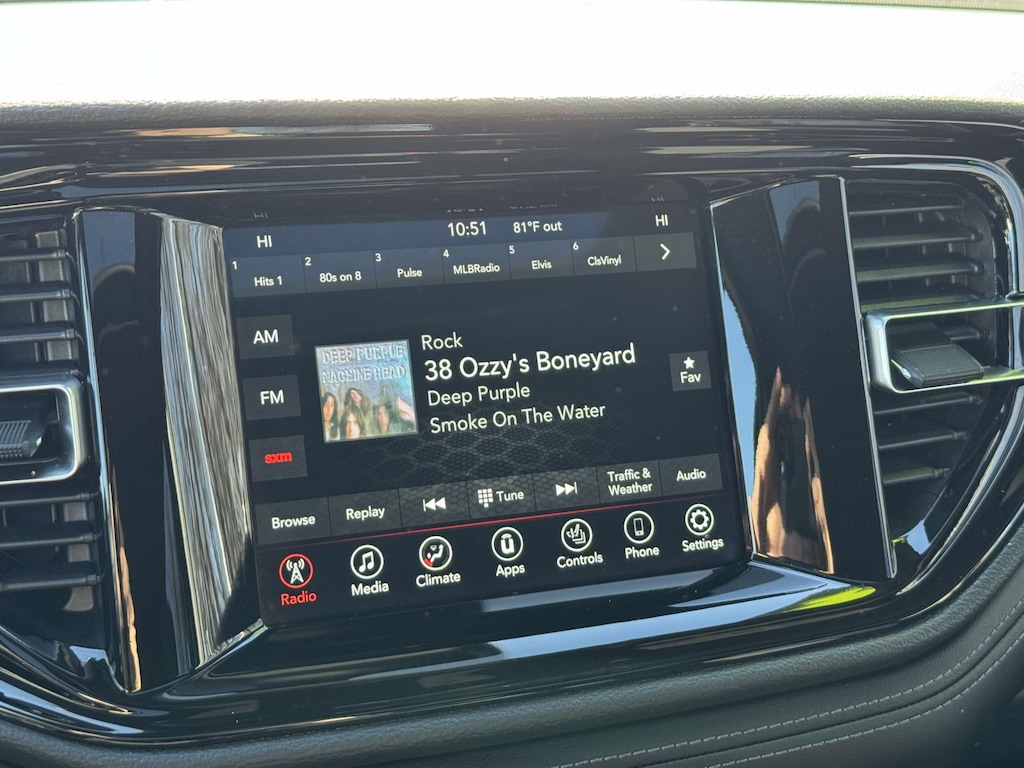 HI 10:51 81°F out HI
1 Hits 1 2 80s on 8 3 Pulse 4 MLBRadio 5 Elvis 6 ClsVinyl
AM
FM
sxm
DEEP PURPLE
MACHINE HEAD
Rock
38 Ozzy's Boneyard
Deep Purple
Smoke On The Water
Fav
Browse Replay Tune Traffic & Weather Audio
Radio Media Climate Apps Controls Phone Settings